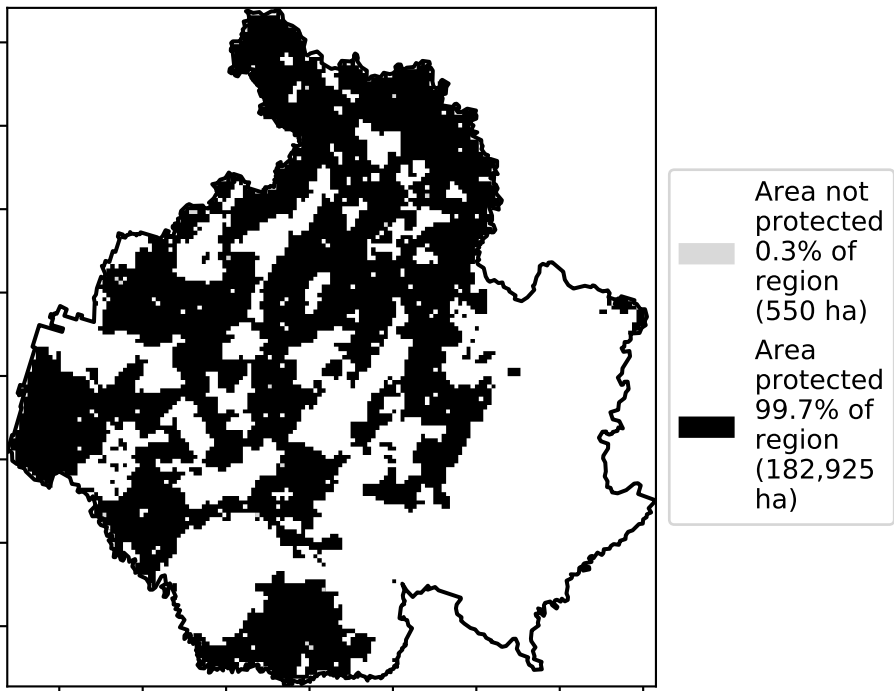 Area not
protected
0.3% of
region
(550 ha)
Area
protected
99.7% of
region
(182,925
ha)